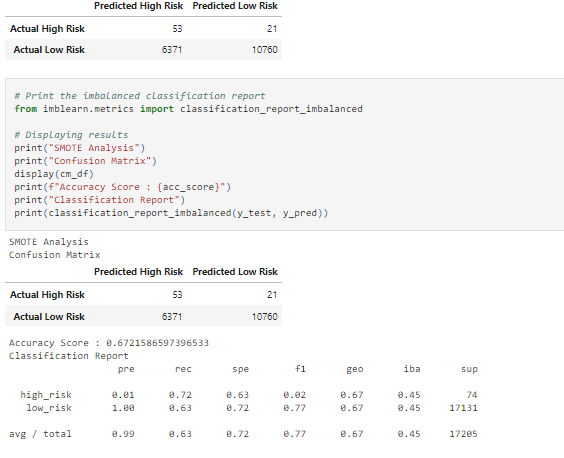 Predicted High Risk Predicted Low Risk
Actual High Risk 53 21
Actual Low Risk 6371 10760
# Print the imbalanced classification report
from imblearn.metrics import classification_report_imbalanced
# Displaying results
print("SMOTE Analysis")
print("Confusion Matrix")
display(cm_df)
print(f"Accuracy Score : {acc_score}")
print("Classification Report")
print(classification_report_imbalanced(y_test, y_pred))
SMOTE Analysis
Confusion Matrix
Predicted High Risk Predicted Low Risk
Actual High Risk 53 21
Actual Low Risk 6371 10760
Accuracy Score : 0.6721586597396533
Classification Report
pre rec spe f1 geo iba sup
high_risk 0.01 0.72 0.63 0.02 0.67 0.45 74
low_risk 1.00 0.63 0.72 0.77 0.67 0.45 17131
avg / total 0.99 0.63 0.72 0.77 0.67 0.45 17205